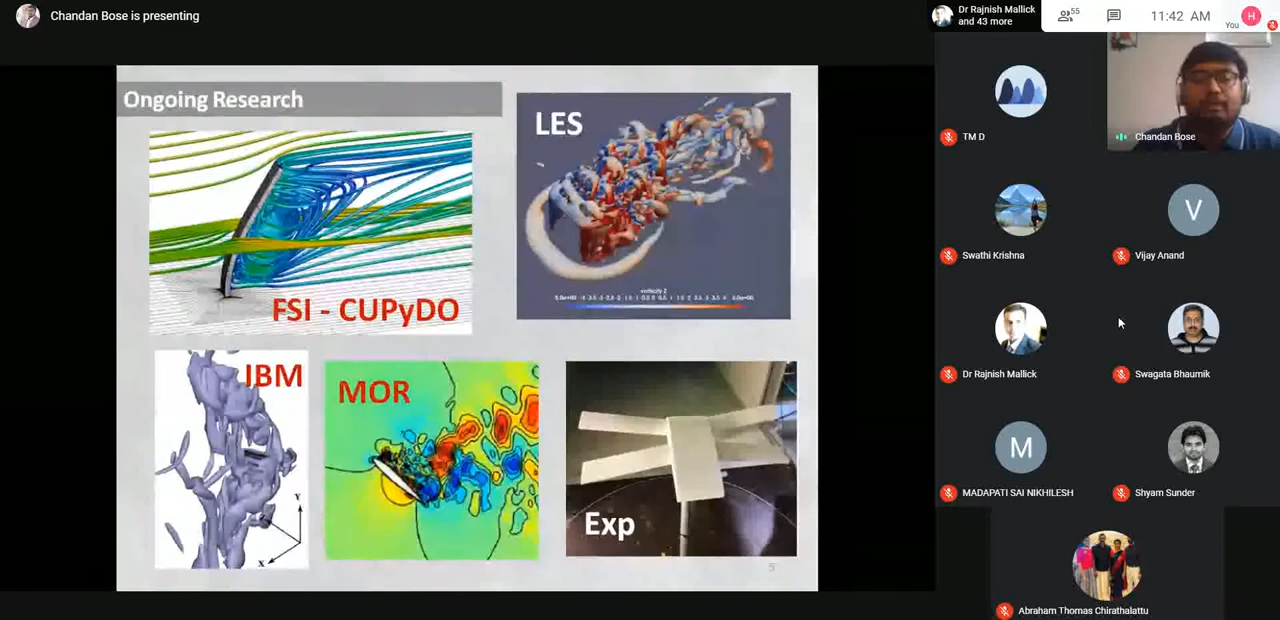 Chandan Bose is presenting
Dr Rajnish Mallick
and 43 more
55
11:42 AM
You
H
Ongoing Research
LES
vorticity Z
FSI - CUPyDO
IBM
Y
X
MOR
Exp
5
TM D
Chandan Bose
Swathi Krishna
V
Vijay Anand
Dr Rajnish Mallick
Swagata Bhaumik
M
MADAPATI SAI NIKHILESH
Shyam Sunder
Abraham Thomas Chirathalattu